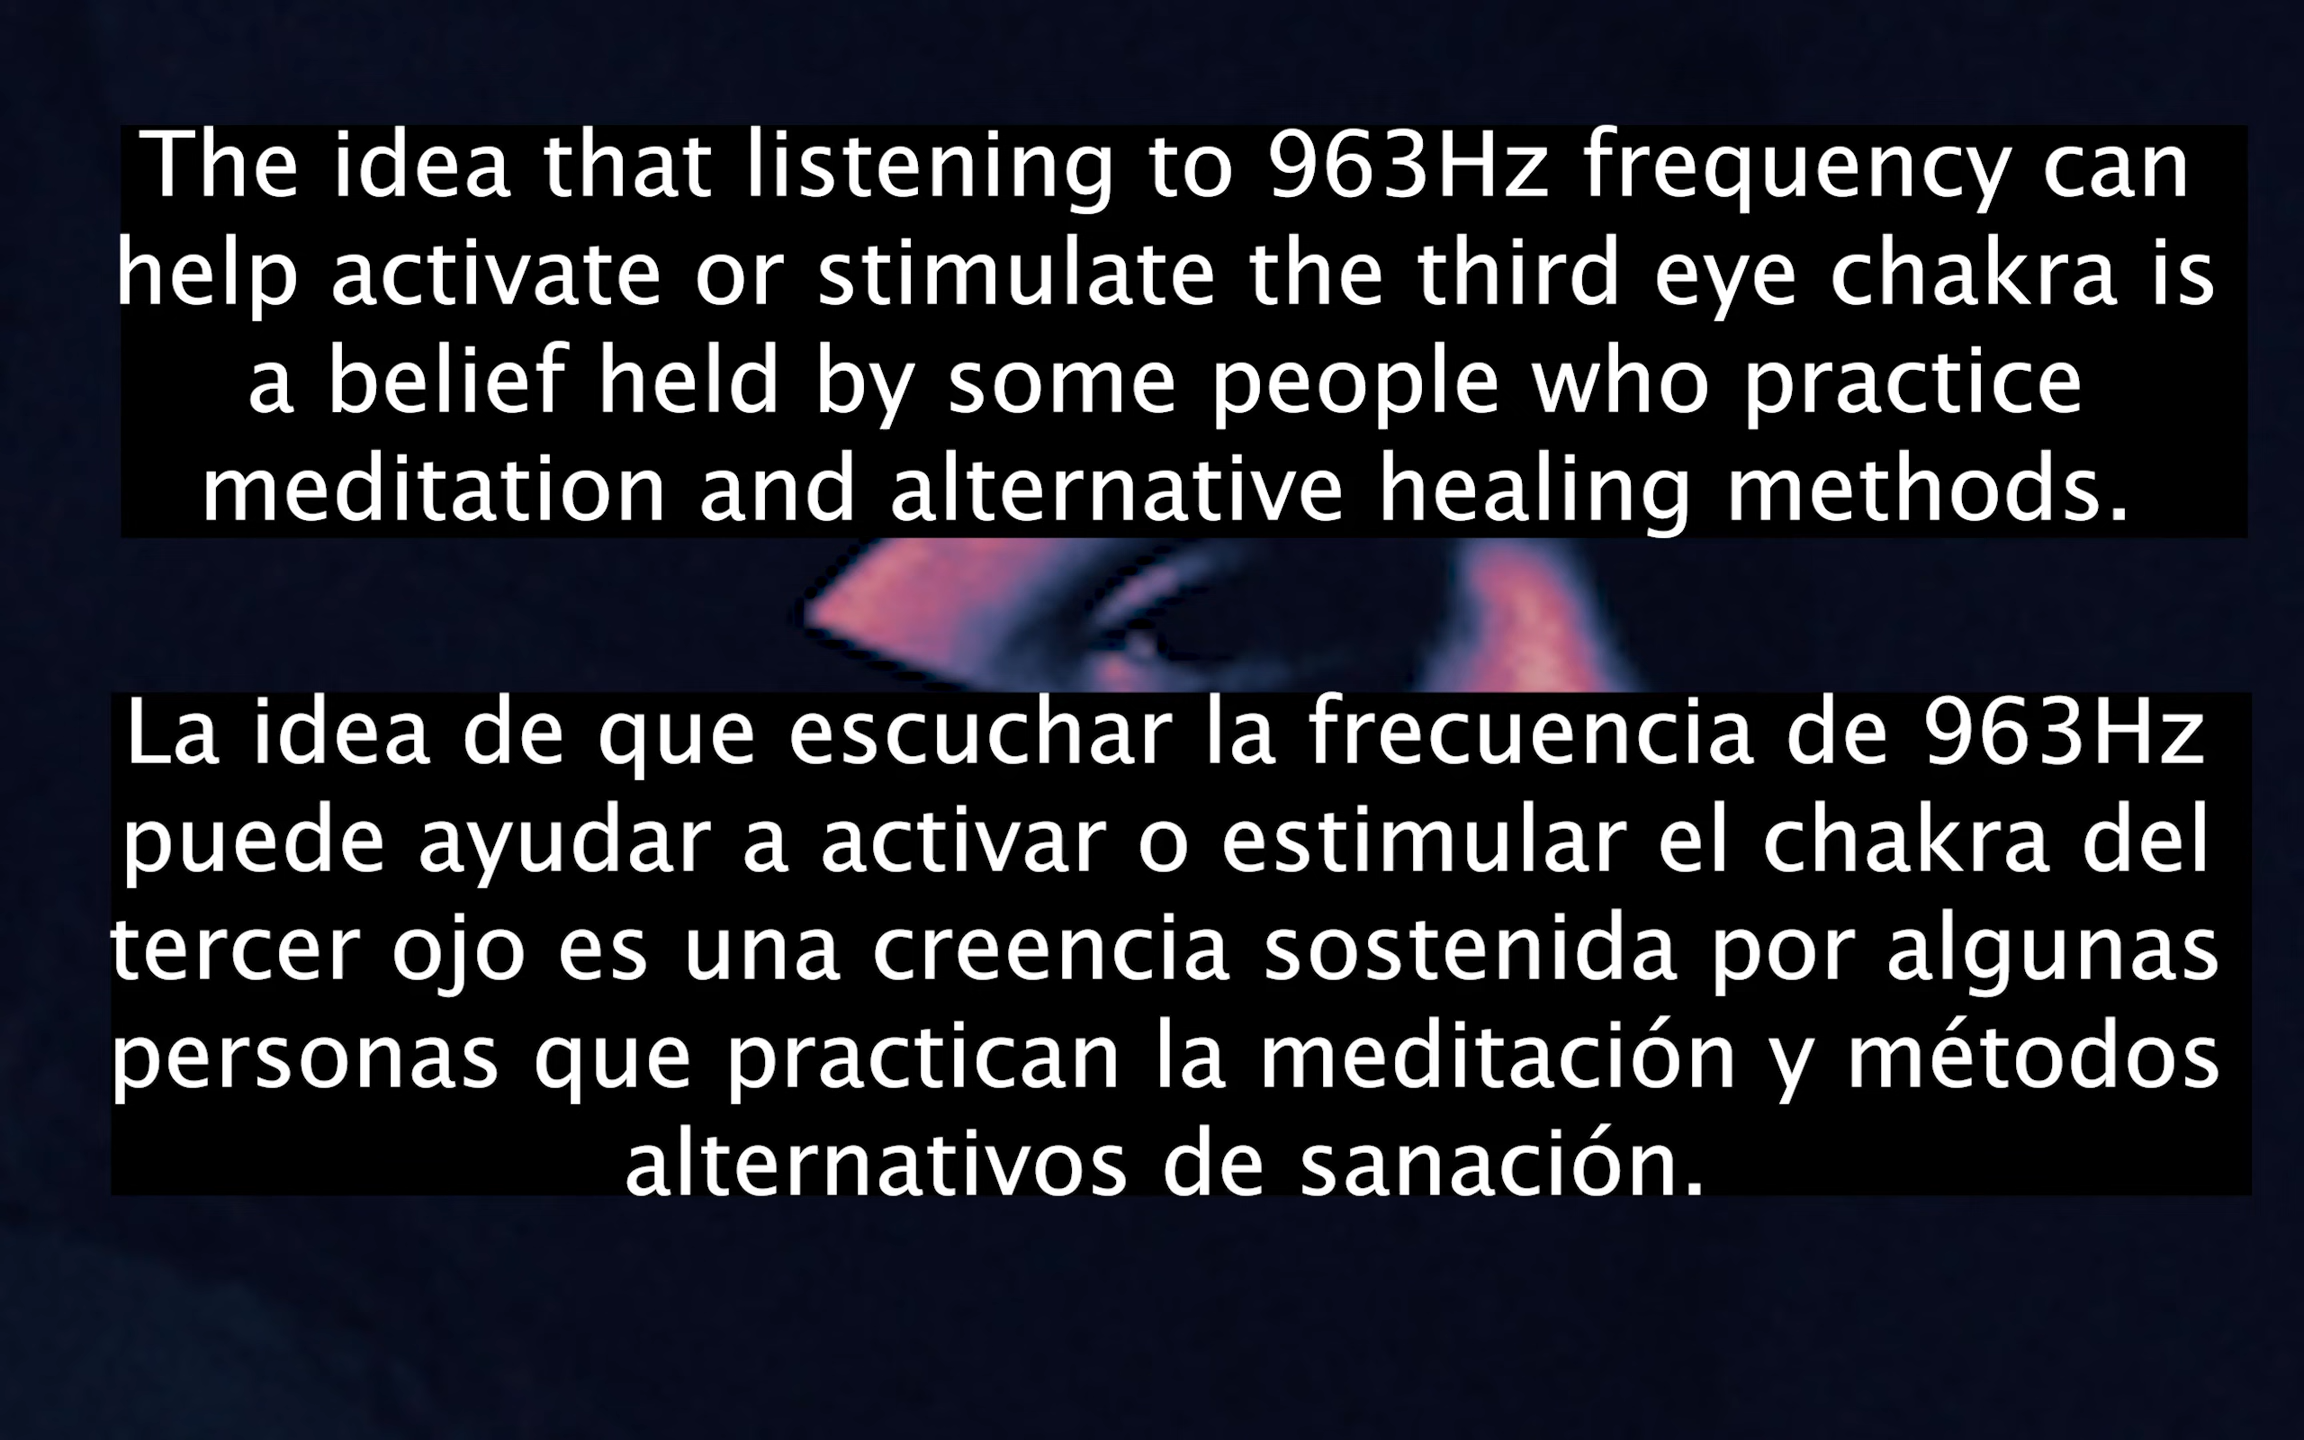 The idea that listening to 963Hz frequency can
help activate or stimulate the third eye chakra is
a belief held by some people who practice
meditation and alternative healing methods.
La idea de que escuchar la frecuencia de 963Hz
puede ayudar a activar o estimular el chakra del
tercer ojo es una creencia sostenida por algunas
personas que practican la meditación y métodos
alternativos de sanación.